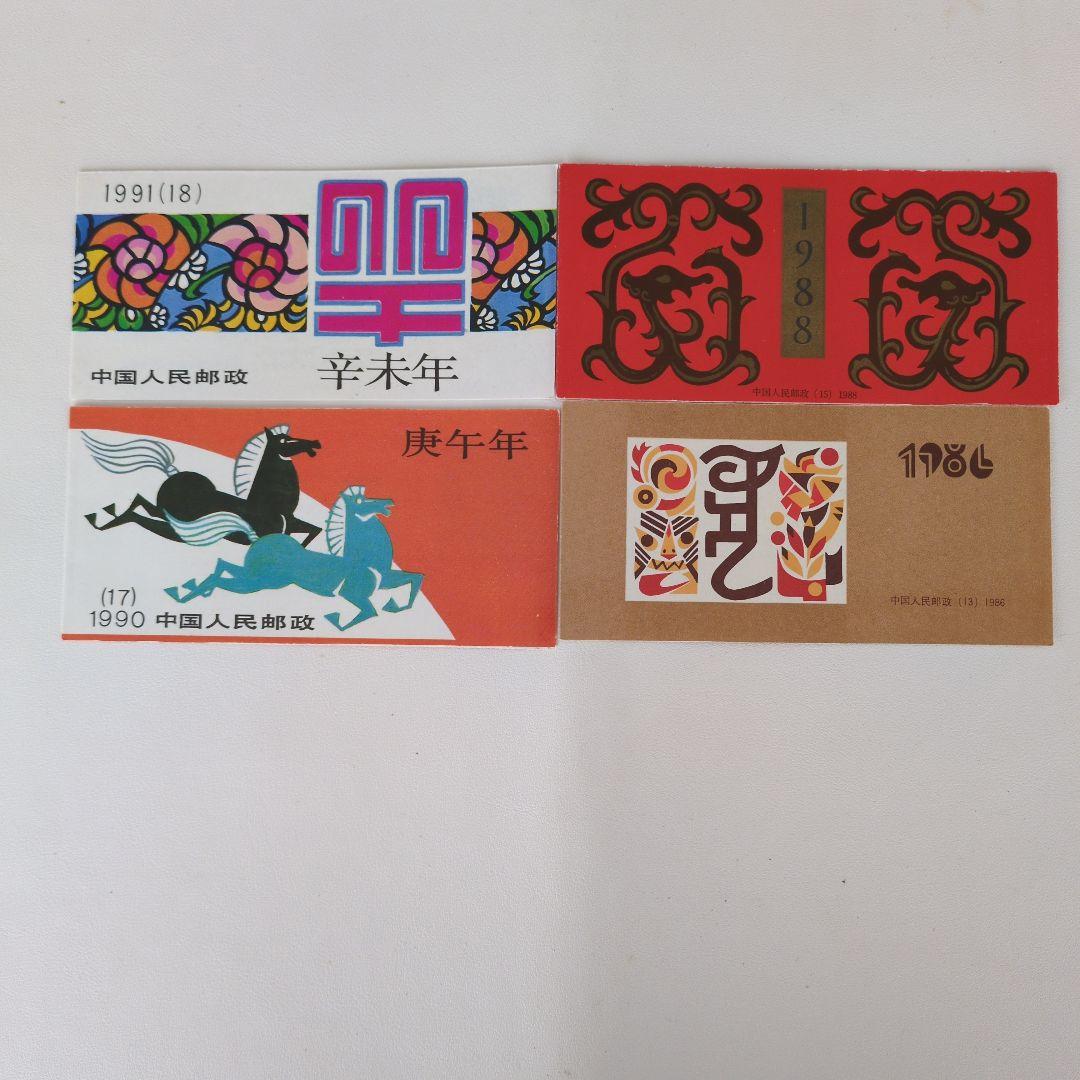 1991(18)
中国人民邮政
辛未年
1988
中国人民邮政(15)1988
庚午年
(17)
1990 中国人民邮政
1986
中国人民邮政(13)1986